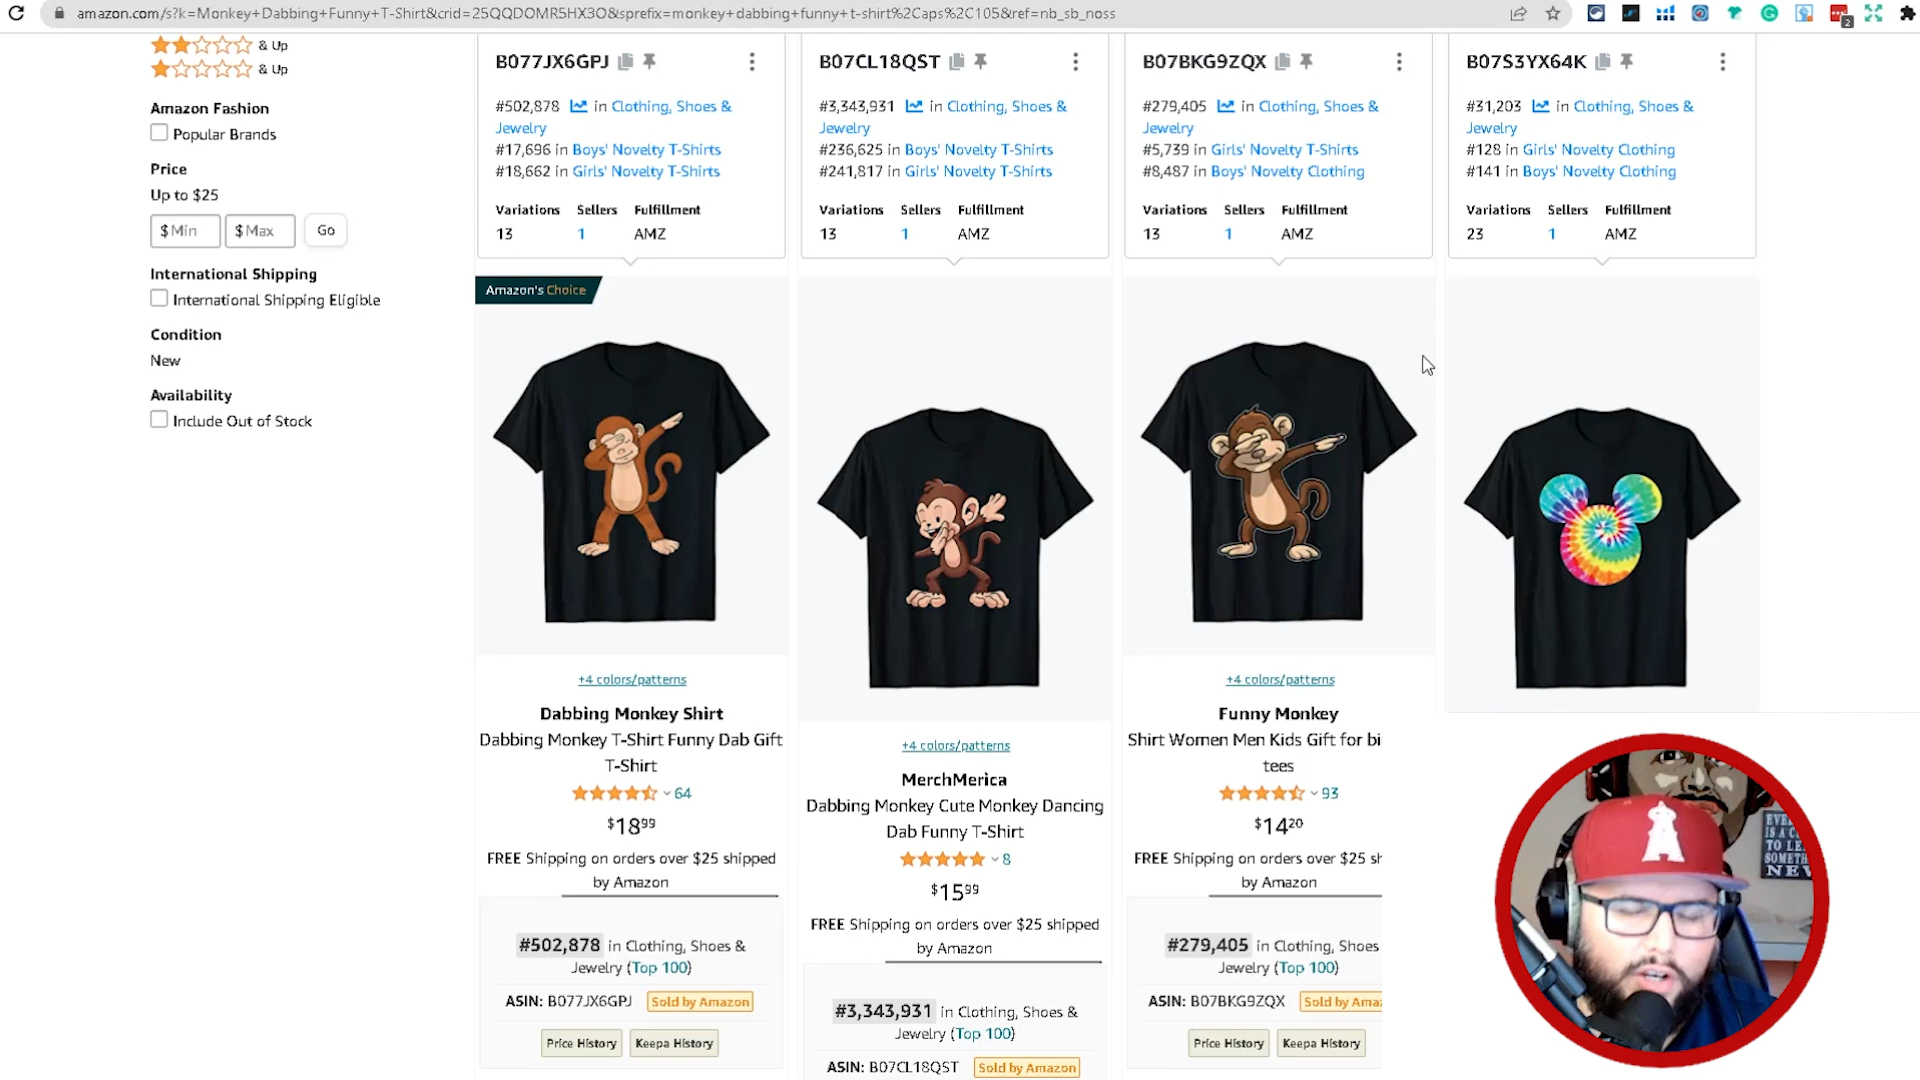 amazon.com/s?k=Monkey+Dabbing+Funny+T-Shirt&crid=25QQDOMR5HX3O&sprefix=monkey+dabbing+funny+t-shirt%2Caps%2C105&ref=nb_sb_noss
2
& Up
& Up
Amazon Fashion
Popular Brands
Price
Up to $25
$ Min
$ Max
Go
International Shipping
International Shipping Eligible
Condition
New
Availability
Include Out of Stock
B077JX6GPJ
#502,878 in Clothing, Shoes &
Jewelry
#17,696 in Boys' Novelty T-Shirts
#18,662 in Girls' Novelty T-Shirts
Variations Sellers Fulfillment
13 1 AMZ
Amazon's Choice
+4 colors/patterns
Dabbing Monkey Shirt
Dabbing Monkey T-Shirt Funny Dab Gift
T-Shirt
64
$1899
FREE Shipping on orders over $25 shipped
by Amazon
#502,878 in Clothing, Shoes &
Jewelry (Top 100)
ASIN: B077JX6GPJ Sold by Amazon
Price History Keepa History
B07CL18QST
#3,343,931 in Clothing, Shoes &
Jewelry
#236,625 in Boys' Novelty T-Shirts
#241,817 in Girls' Novelty T-Shirts
Variations Sellers Fulfillment
13 1 AMZ
+4 colors/patterns
MerchMerica
Dabbing Monkey Cute Monkey Dancing
Dab Funny T-Shirt
8
$1599
FREE Shipping on orders over $25 shipped
by Amazon
#3,343,931 in Clothing, Shoes &
Jewelry (Top 100)
ASIN: B07CL18QST Sold by Amazon
B07BKG9ZQX
#279,405 in Clothing, Shoes &
Jewelry
#5,739 in Girls' Novelty T-Shirts
#8,487 in Boys' Novelty Clothing
Variations Sellers Fulfillment
13 1 AMZ
+4 colors/patterns
Funny Monkey
Shirt Women Men Kids Gift for bi
tees
93
$1420
FREE Shipping on orders over $25 sh
by Amazon
#279,405 in Clothing, Shoes
Jewelry (Top 100)
ASIN: B07BKG9ZQX Sold by Ama
Price History Keepa History
B07S3YX64K
#31,203 in Clothing, Shoes &
Jewelry
#128 in Girls' Novelty Clothing
#141 in Boys' Novelty Clothing
Variations Sellers Fulfillment
23 1 AMZ
A
IS A
TO LE
SOMETH
NEW